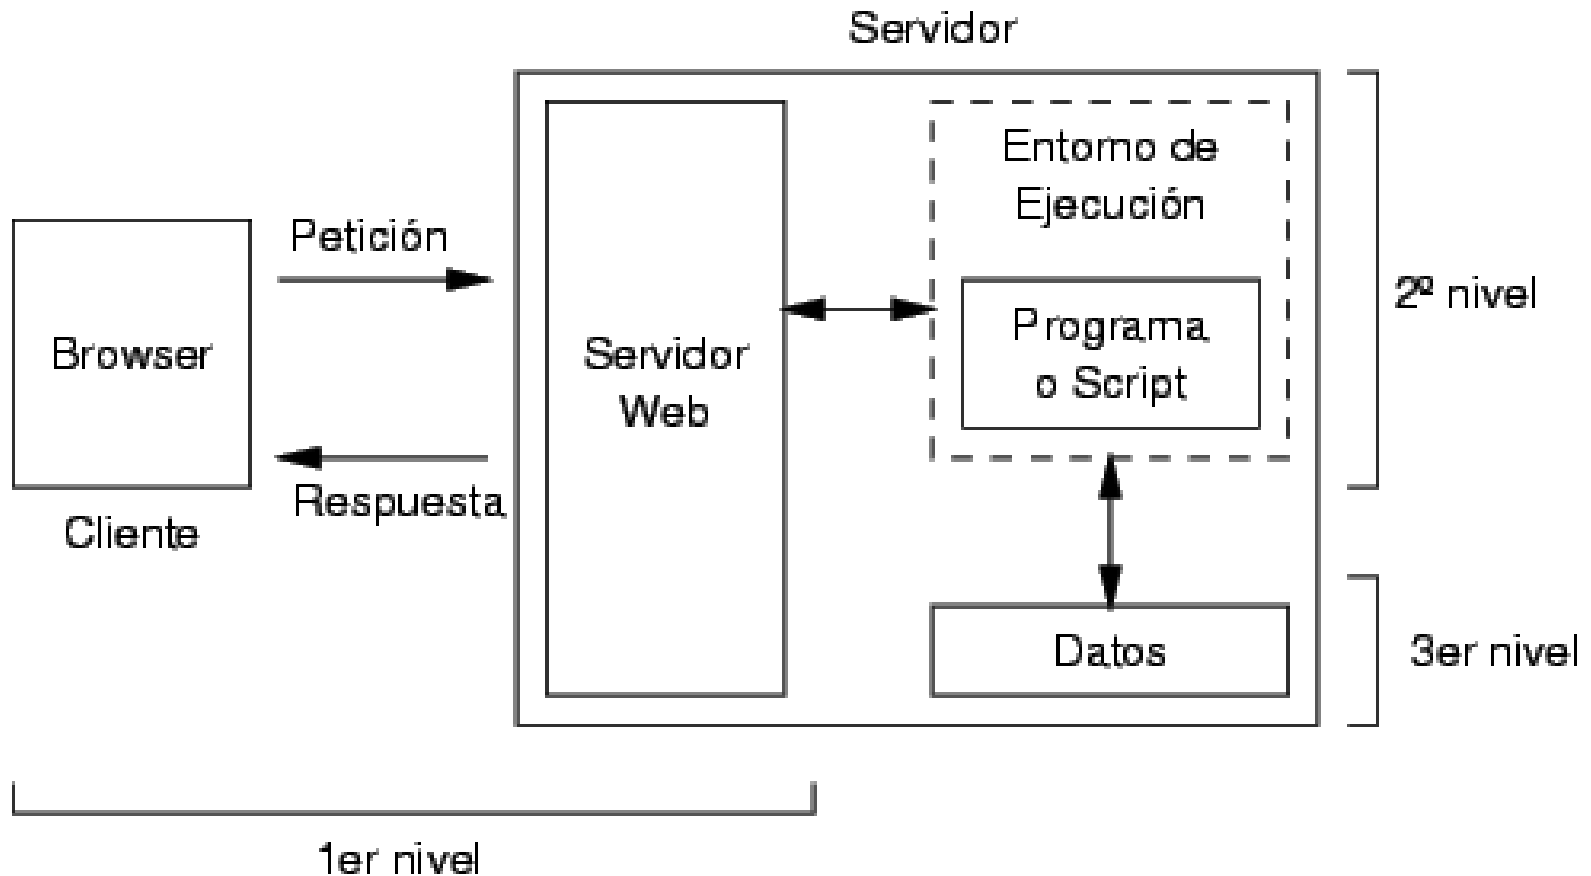 Servidor
Entorno de
Ejecución
Petición
2º nivel
Programa
o Script
Browser
Servidor
Web
Respuesta
Cliente
Datos
3er nivel
1er nivel